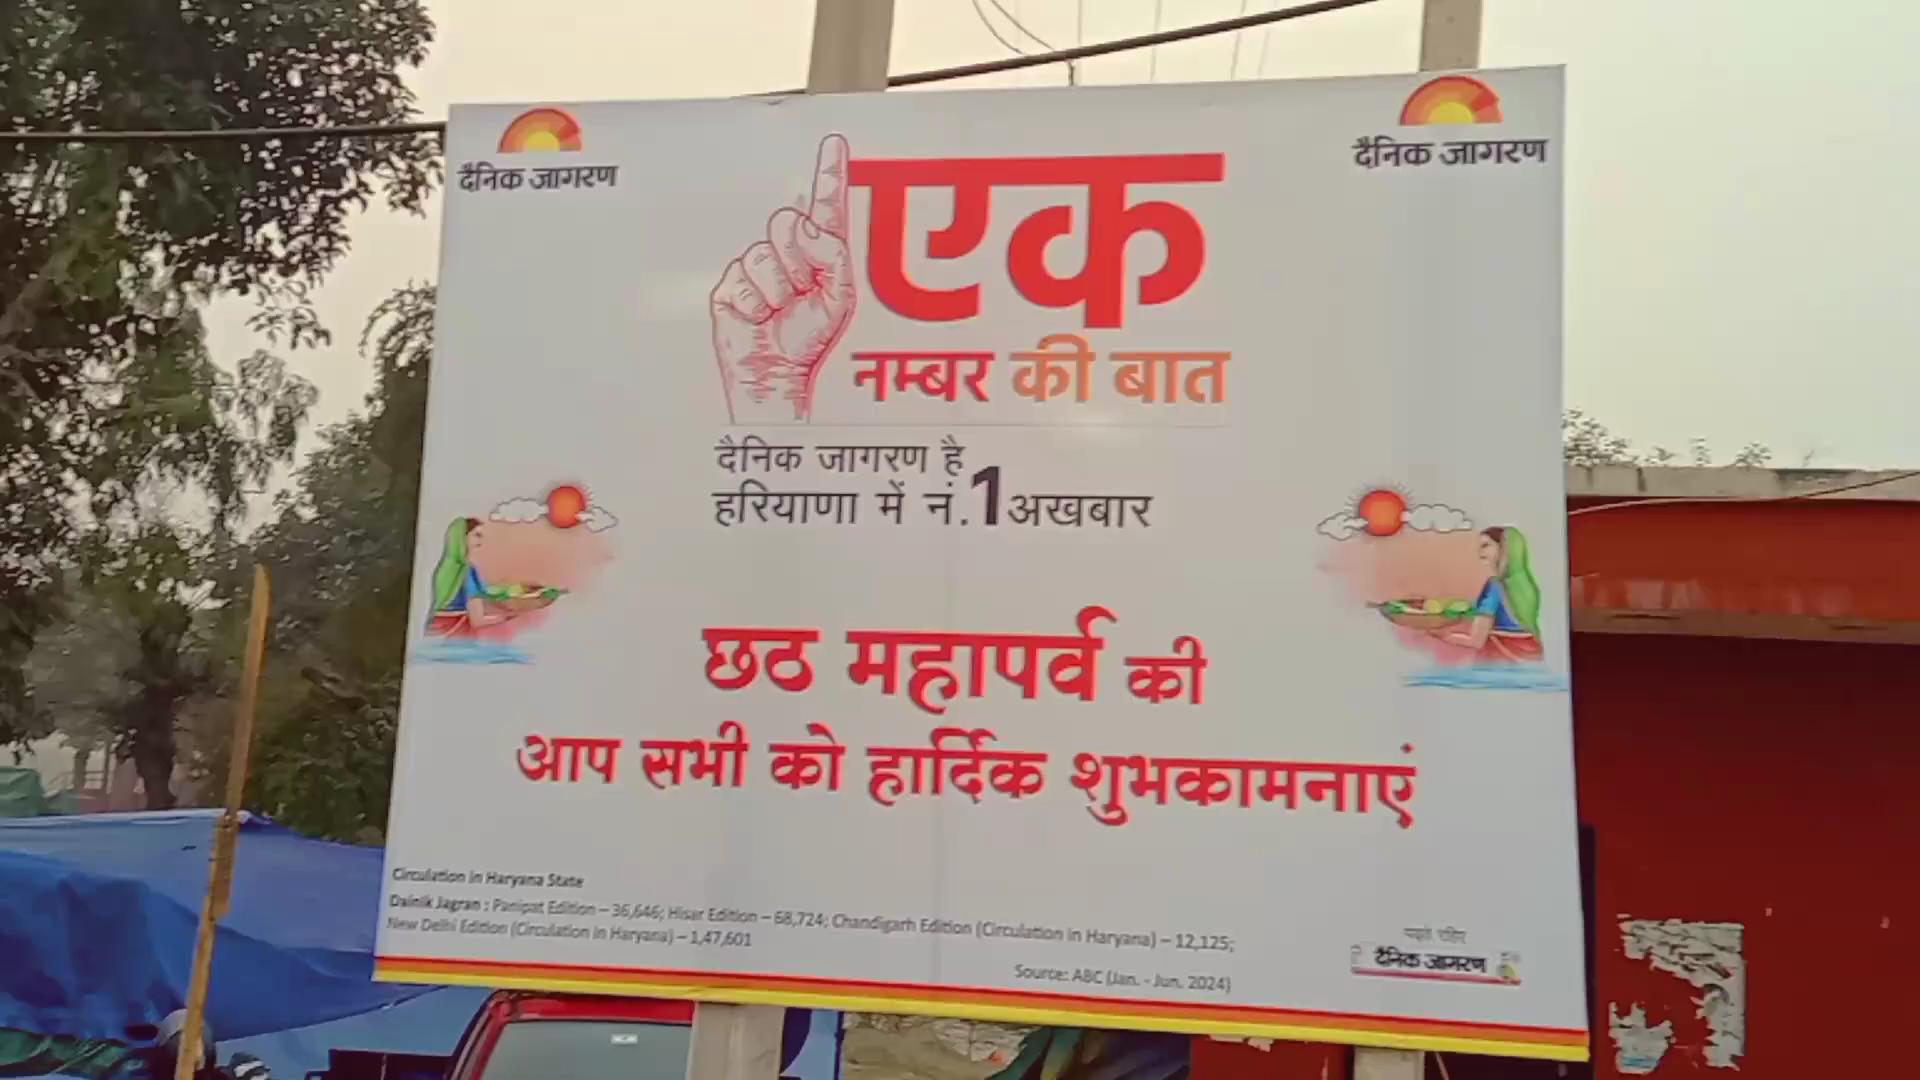 दैनिक जागरण
दैनिक जागरण
एक
नम्बर की बात
दैनिक जागरण है
हरियाणा में नं.1 अखबार
छठ महापर्व की
आप सभी को हार्दिक शुभकामनाएं
Circulation in Haryana State
Dainik Jagran : Panipat Edition – 36,646; Hisar Edition – 68,724; Chandigarh Edition (Circulation in Haryana) – 12,125;
New Delhi Edition (Circulation in Haryana) – 1,47,601
Source: ABC (Jan. - Jun. 2024)
पढ़ते रहिए
दैनिक जागरण